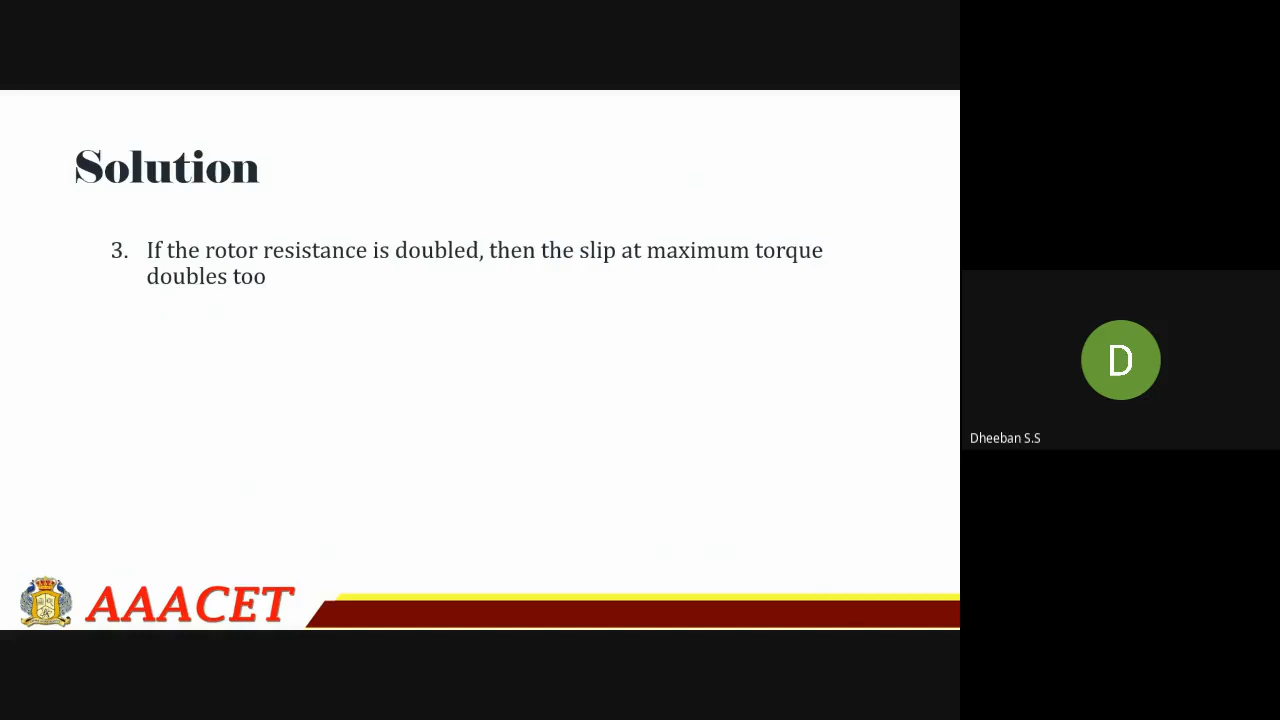 Solution
3. If the rotor resistance is doubled, then the slip at maximum torque
doubles too
AAACET
D
Dheeban S.S